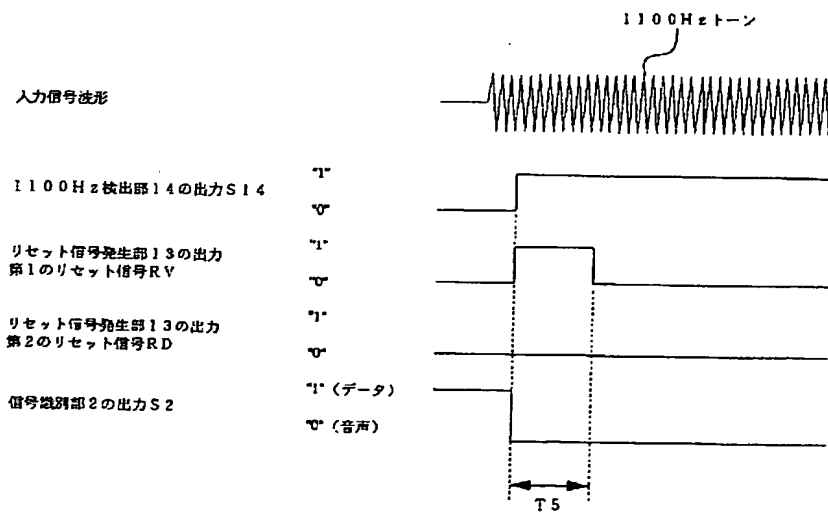 1100Hzトーン
入力信号波形
1100Hz検出部14の出力S14
"1"
"0"
リセット信号発生部13の出力
第1のリセット信号RV
"1"
"0"
リセット信号発生部13の出力
第2のリセット信号RD
"1"
"0"
信号識別部2の出力S2
"1"(データ)
"0"(音声)
T5